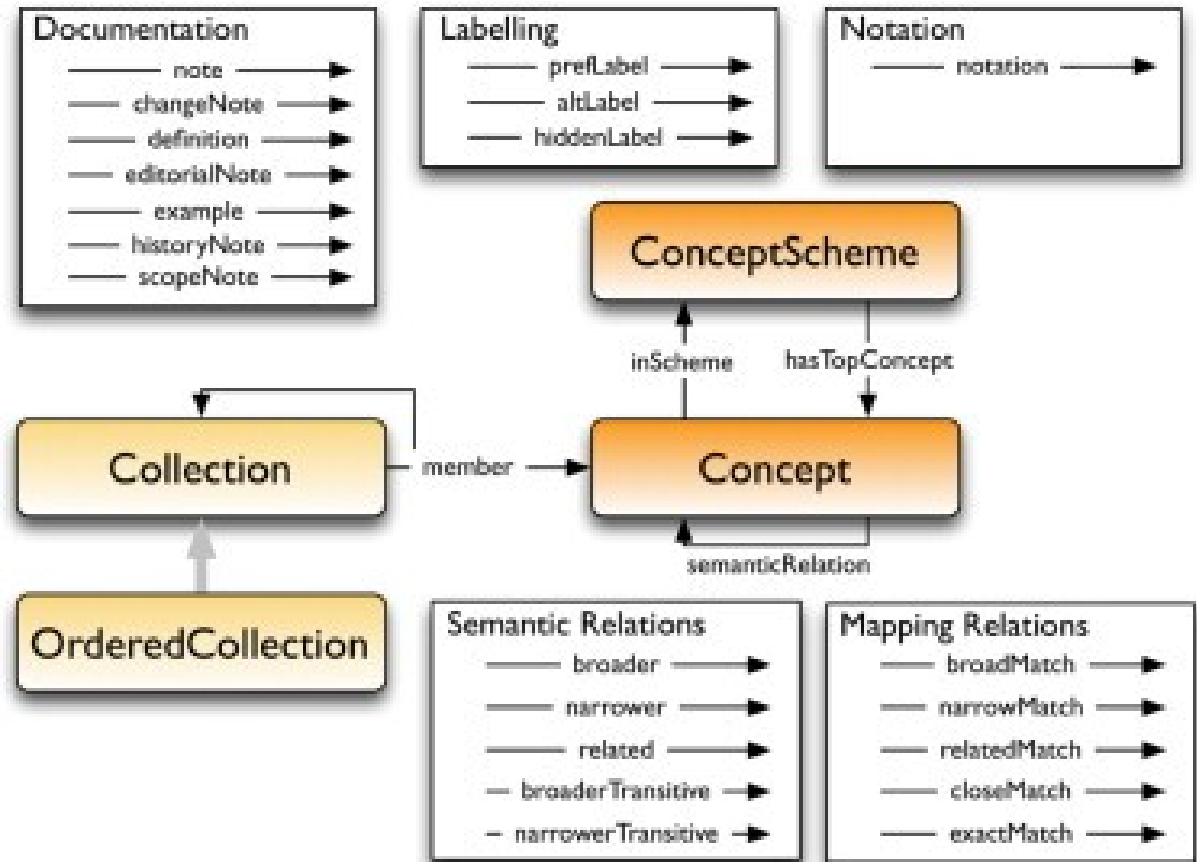 Documentation
note
changeNote
definition
editorialNote
example
historyNote
scopeNote
Labelling
prefLabel
altLabel
hiddenLabel
Notation
notation
ConceptScheme
inScheme
hasTopConcept
Collection
member
Concept
semanticRelation
OrderedCollection
Semantic Relations
broader
narrower
related
broaderTransitive
narrowerTransitive
Mapping Relations
broadMatch
narrowMatch
relatedMatch
closeMatch
exactMatch